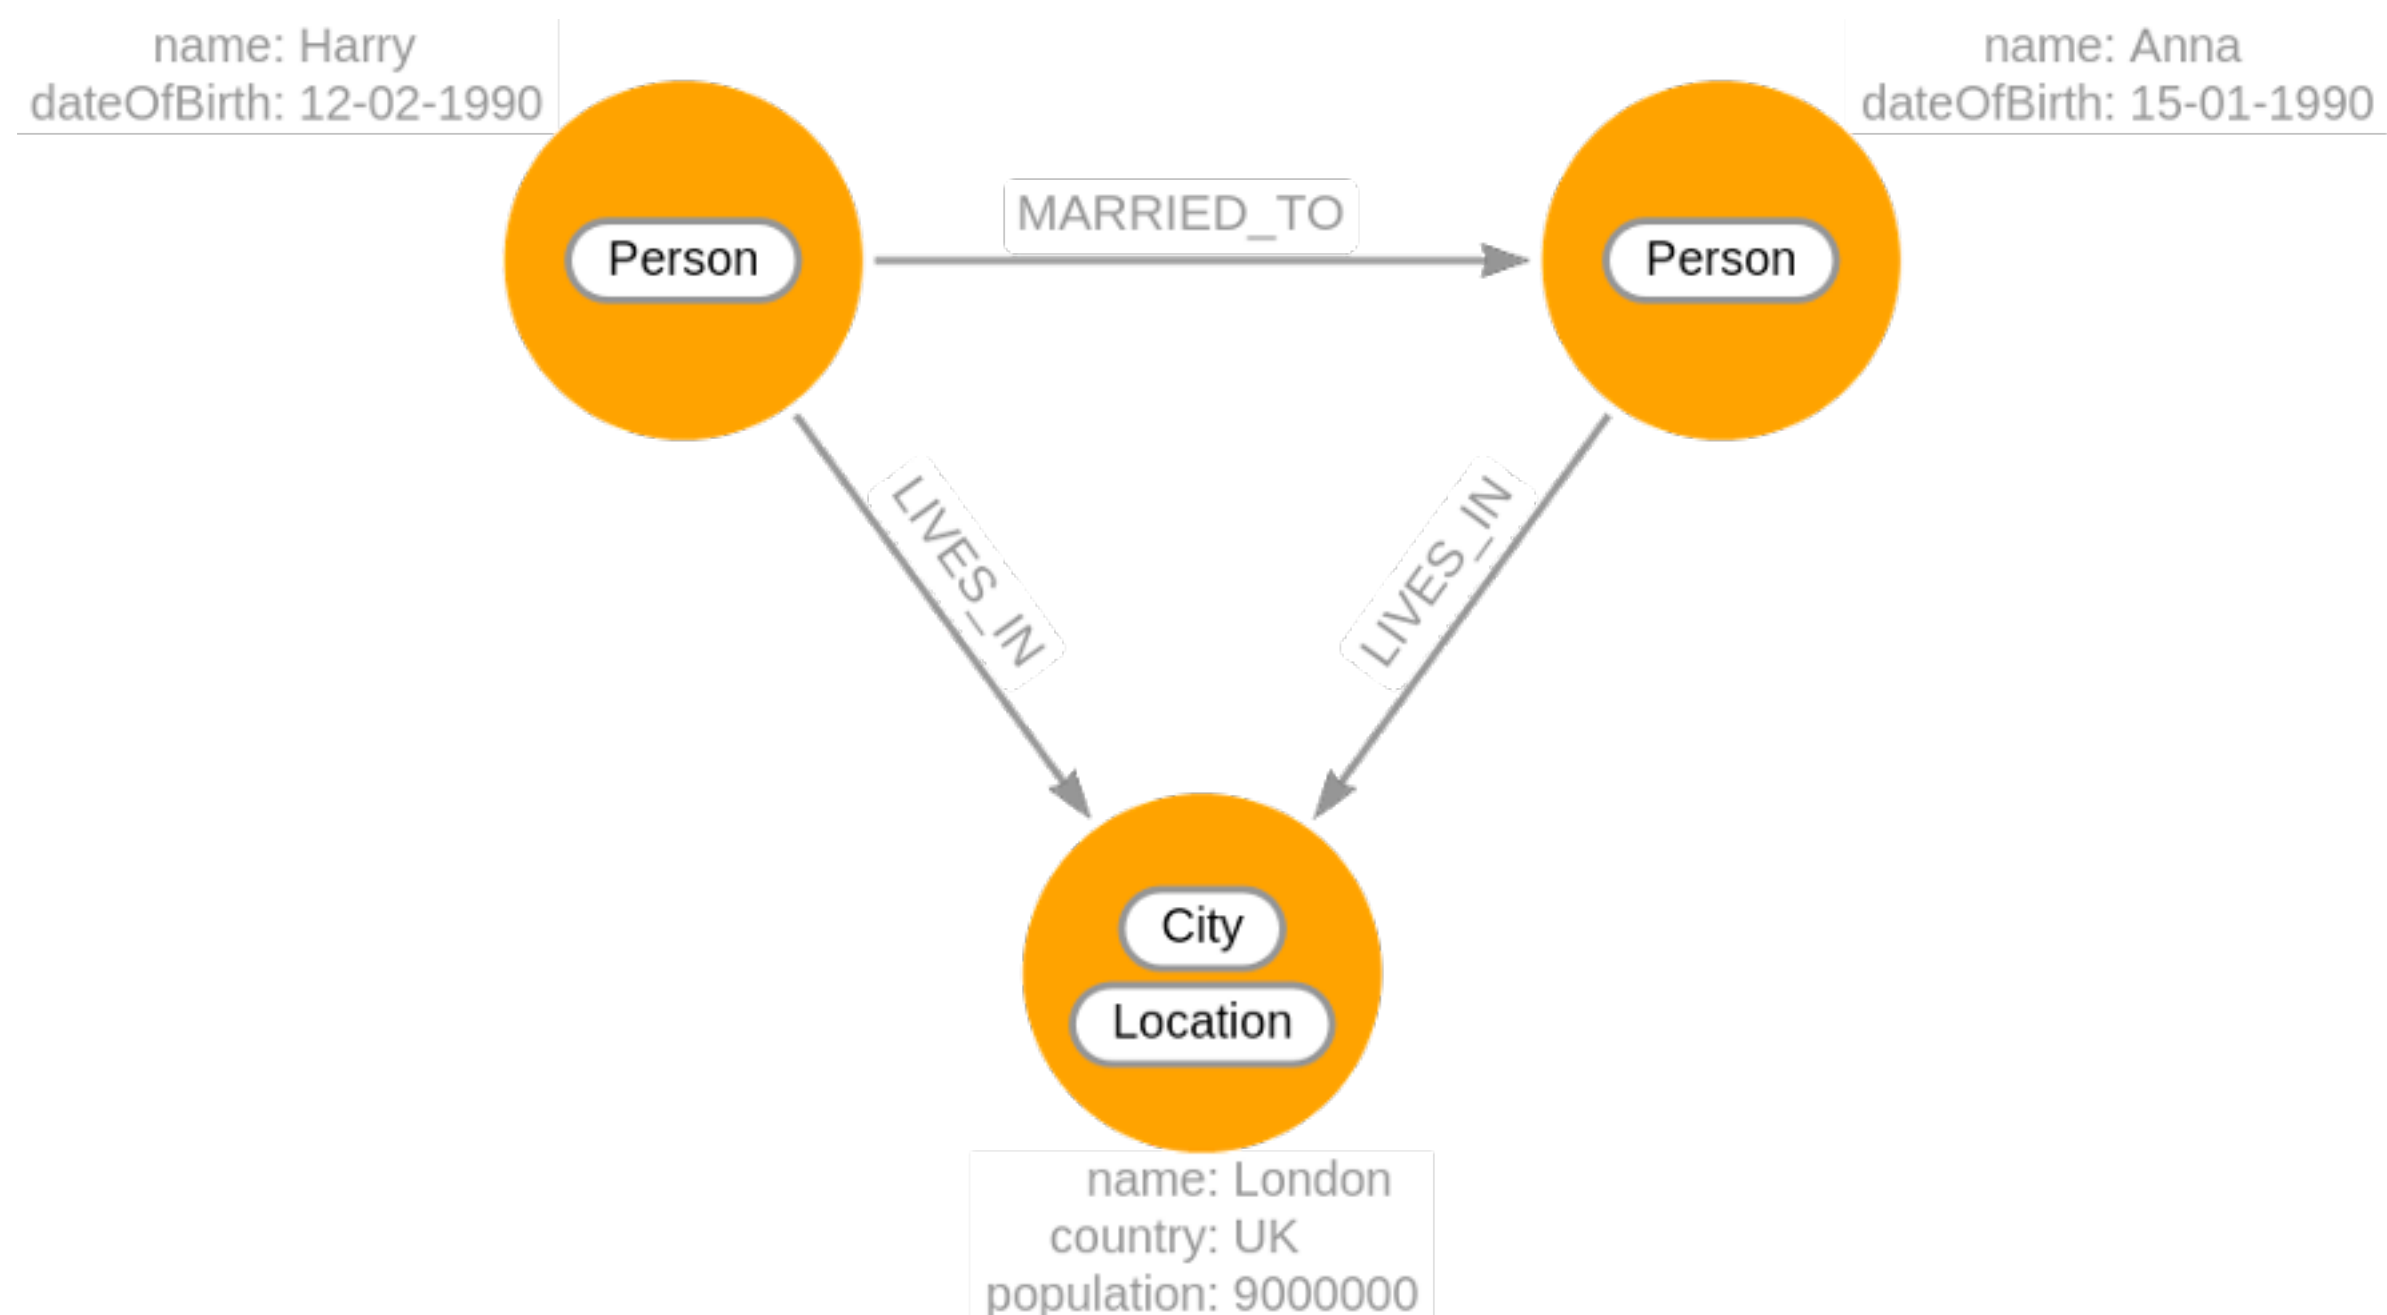 name: Harry
dateOfBirth: 12-02-1990
name: Anna
dateOfBirth: 15-01-1990
MARRIED_TO
Person
Person
LIVES_IN
LIVES_IN
City
Location
name: London
country: UK
population: 9000000